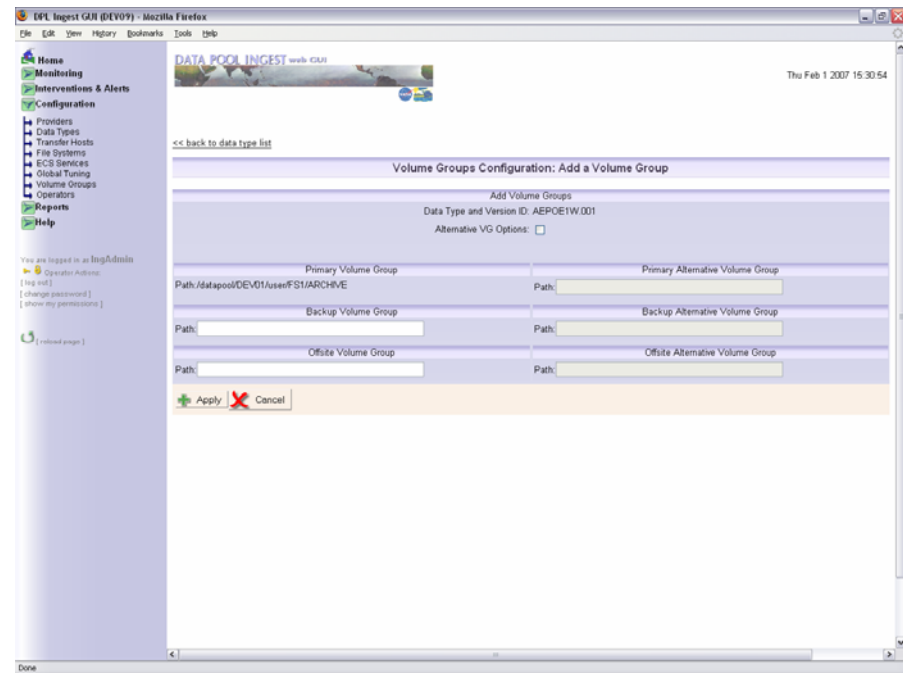 DPL Ingest GUI (DEV09) - Mozilla Firefox
File Edit View History Bookmarks Tools Help
Home
Monitoring
Interventions & Alerts
Configuration
Providers
Data Types
Transfer Hosts
File Systems
ECS Services
Global Tuning
Volume Groups
Operators
Reports
Help
You are logged in as IngAdmin
Operator Actions:
[ log out ]
[ change password ]
[ show my permissions ]
[ reload page ]
DATA POOL INGEST web GUI
Thu Feb 1 2007 15:30:54
<< back to data type list
Volume Groups Configuration: Add a Volume Group
Add Volume Groups
Data Type and Version ID: AEPOE1W.001
Alternative VG Options:
Primary Volume Group
Primary Alternative Volume Group
Path:/datapool/DEV01/user/FS1/ARCHIVE
Path:
Backup Volume Group
Backup Alternative Volume Group
Path:
Path:
Offsite Volume Group
Offsite Alternative Volume Group
Path:
Path:
Apply
Cancel
Done